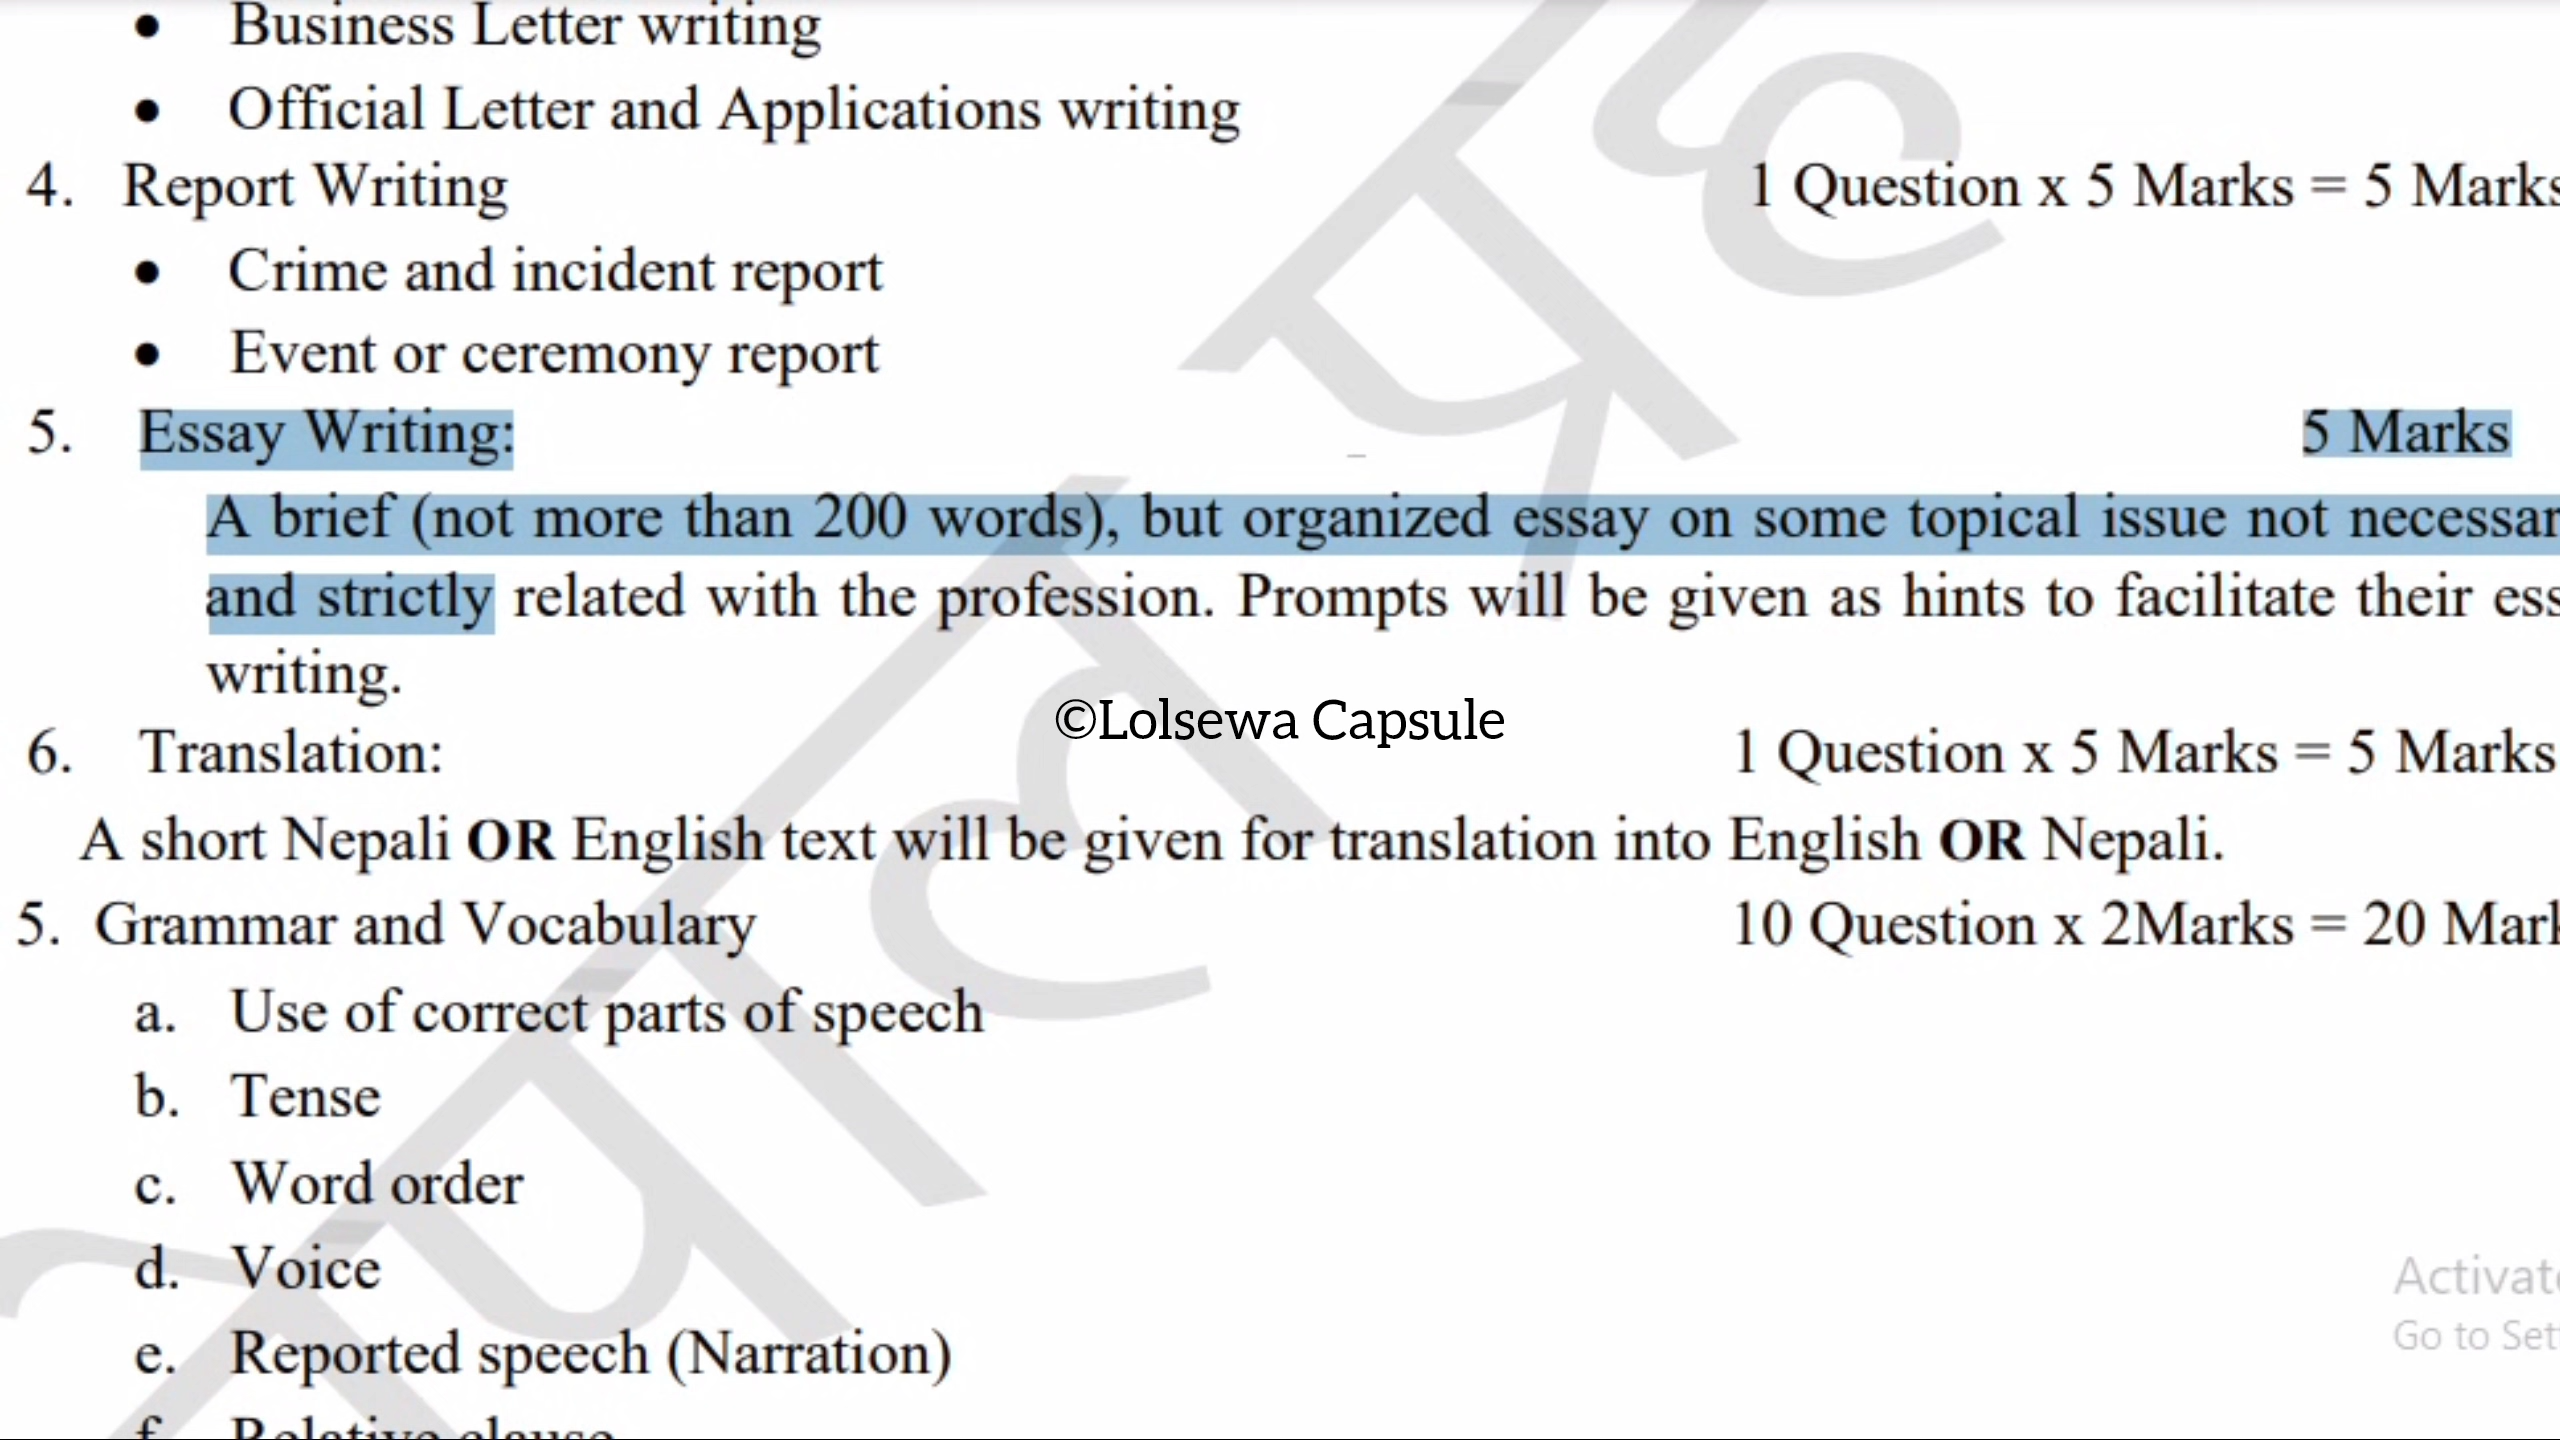 • Business Letter writing
• Official Letter and Applications writing
4. Report Writing 1 Question x 5 Marks = 5 Marks
• Crime and incident report
• Event or ceremony report
5. Essay Writing: 5 Marks
A brief (not more than 200 words), but organized essay on some topical issue not necessar
and strictly related with the profession. Prompts will be given as hints to facilitate their ess
writing.
©Lolsewa Capsule
6. Translation: 1 Question x 5 Marks = 5 Marks
A short Nepali OR English text will be given for translation into English OR Nepali.
5. Grammar and Vocabulary 10 Question x 2Marks = 20 Mark
a. Use of correct parts of speech
b. Tense
c. Word order
d. Voice
Activate
Go to Set
e. Reported speech (Narration)
f. Relative clause